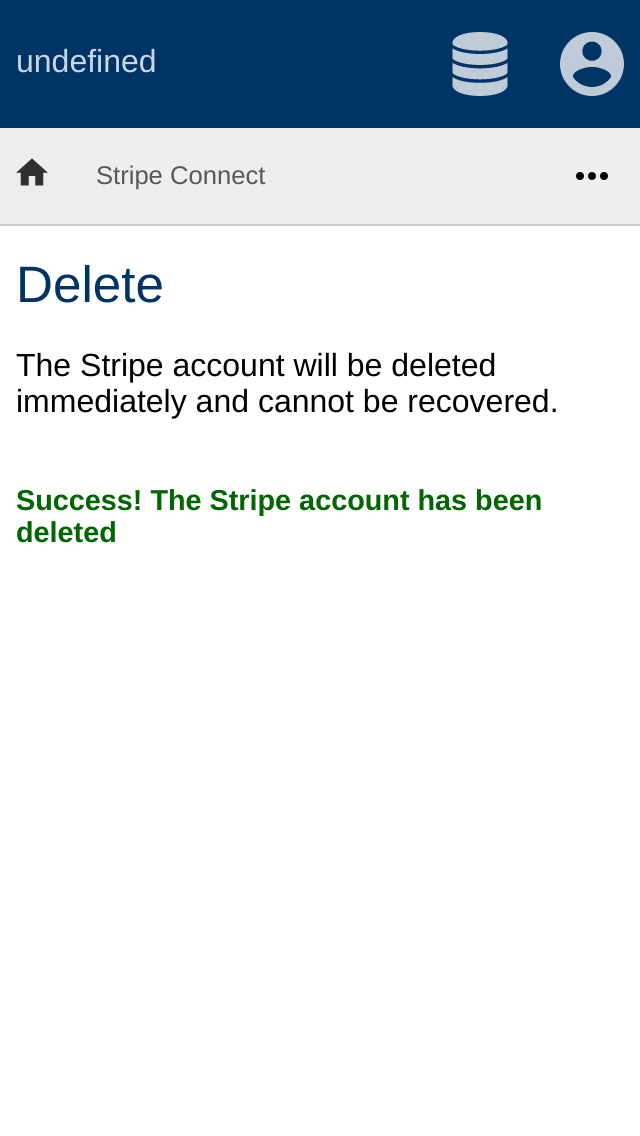 undefined
Stripe Connect
Delete
The Stripe account will be deleted
immediately and cannot be recovered.
Success! The Stripe account has been
deleted